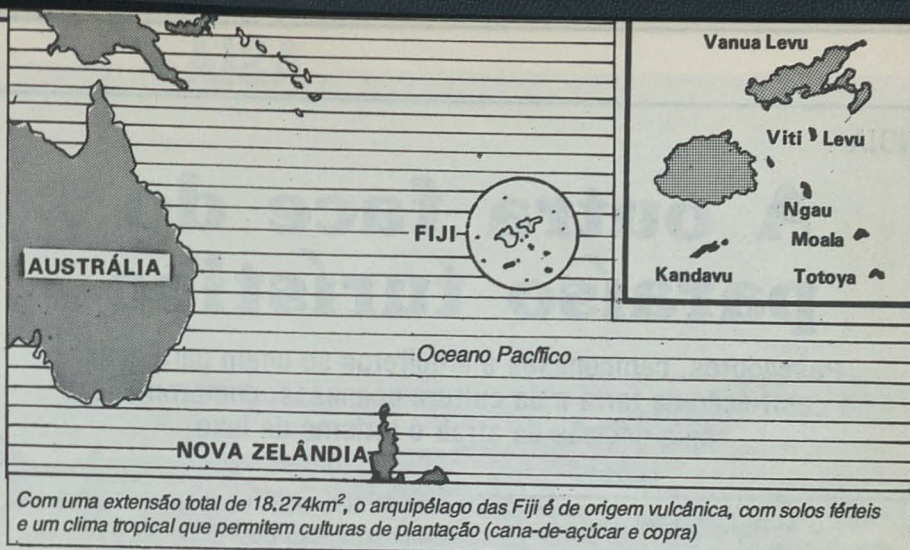 Vanua Levu
Viti Levu
Ngau
Moala
Kandavu
Totoya
FIJI
AUSTRÁLIA
Oceano Pacífico
NOVA ZELÂNDIA
Com uma extensão total de 18.274km², o arquipélago das Fiji é de origem vulcânica, com solos férteis
e um clima tropical que permitem culturas de plantação (cana-de-açúcar e copra)